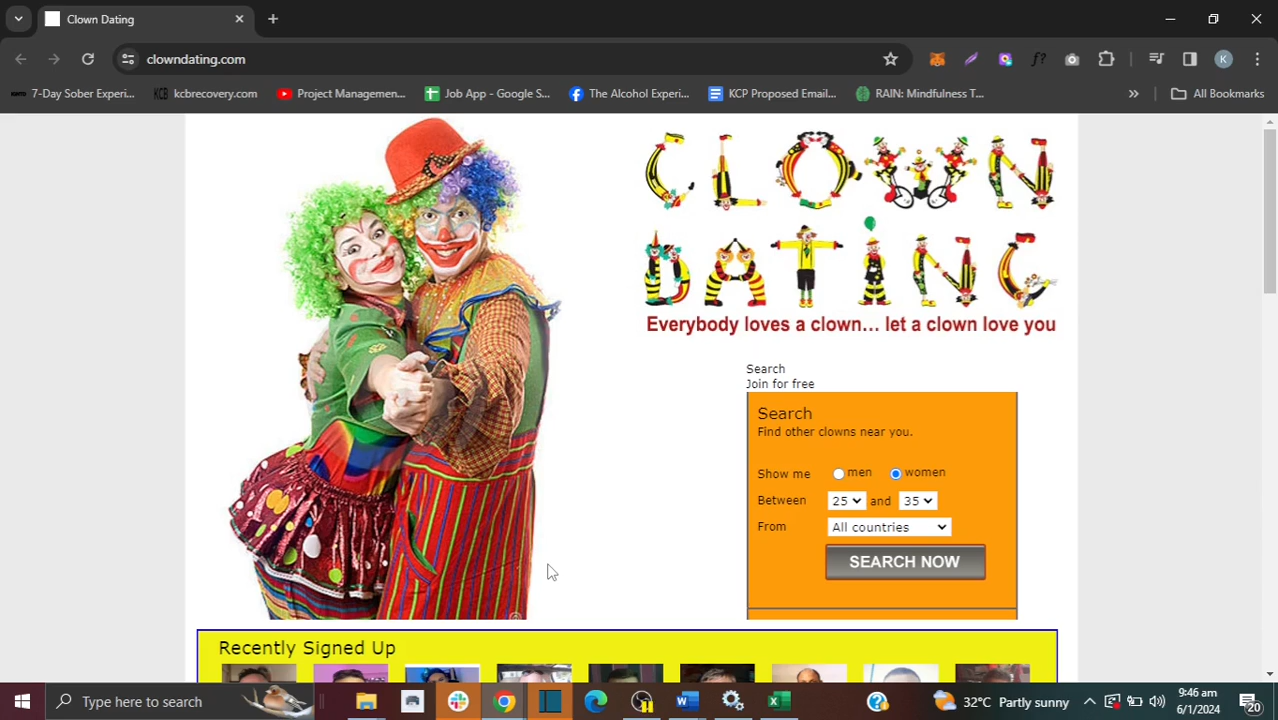 Clown Dating
clowndating.com
f?
K
7-Day Sober Experi...
KCB
kcbrecovery.com
Project Managemen...
Job App - Google S...
The Alcohol Experi...
KCP Proposed Email...
RAIN: Mindfulness T...
All Bookmarks
CLOWN
DATING
Everybody loves a clown... let a clown love you
Search
Join for free
Search
Find other clowns near you.
Show me men women
Between 25 and 35
From All countries
SEARCH NOW
Recently Signed Up
Type here to search
32°C Partly sunny
9:46 am
6/1/2024
20